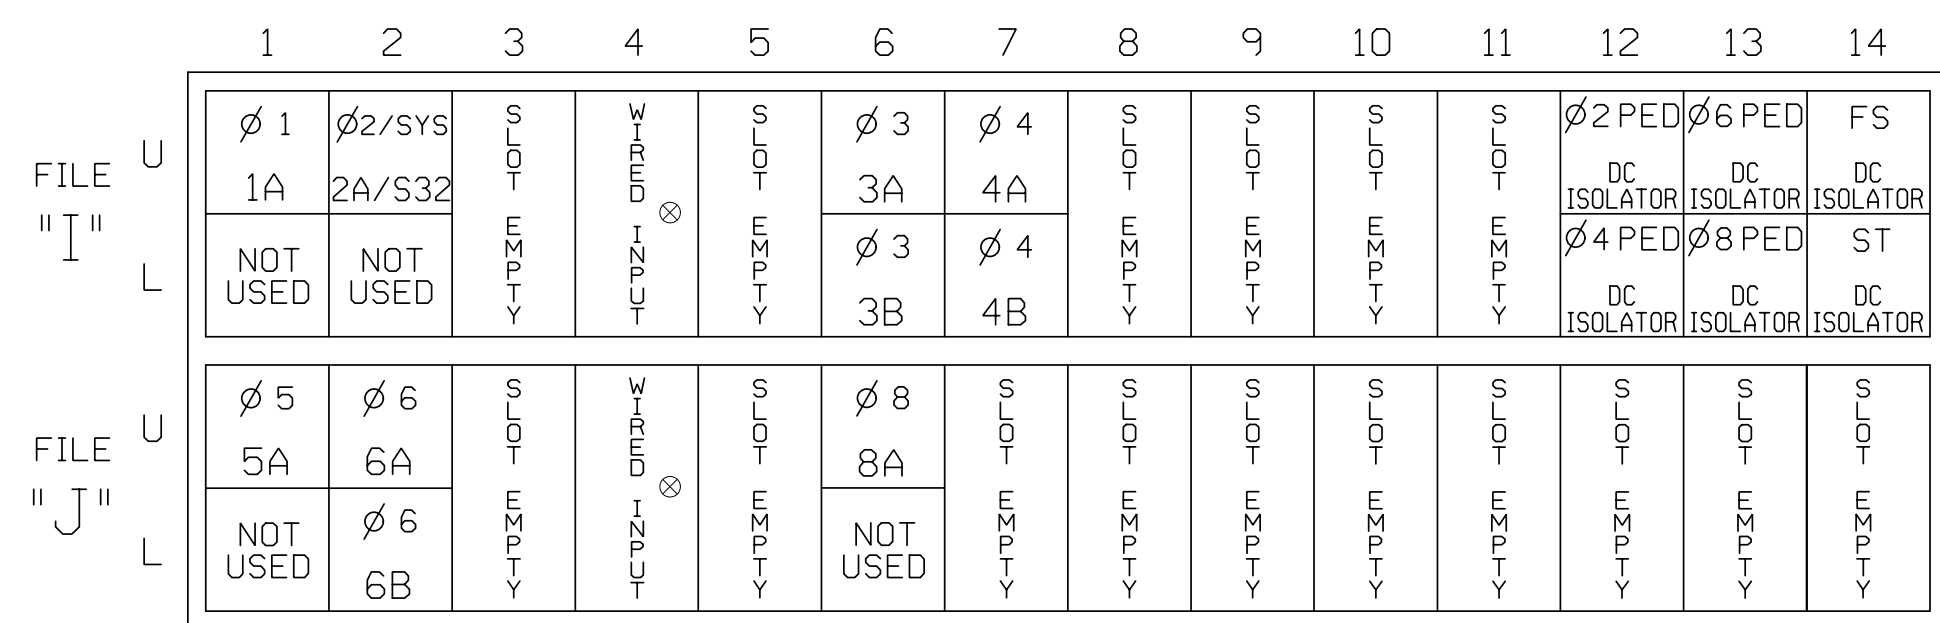 1 2 3 4 5 6 7 8 9 10 11 12 13 14
FILE "I"
U
Ø 1 Ø2/SYS SLOT EMPTY WIRED INPUT SLOT EMPTY Ø 3 Ø 4 SLOT EMPTY SLOT EMPTY SLOT EMPTY SLOT EMPTY Ø2 PED Ø6 PED FS
1A 2A/S32 3A 4A DC ISOLATOR DC ISOLATOR DC ISOLATOR
L
NOT USED NOT USED Ø 3 Ø 4 Ø4 PED Ø8 PED ST
3B 4B DC ISOLATOR DC ISOLATOR DC ISOLATOR
FILE "J"
U
Ø 5 Ø 6 SLOT EMPTY WIRED INPUT SLOT EMPTY Ø 8 SLOT EMPTY SLOT EMPTY SLOT EMPTY SLOT EMPTY SLOT EMPTY SLOT EMPTY SLOT EMPTY SLOT EMPTY
5A 6A 8A
L
NOT USED Ø 6 NOT USED
6B